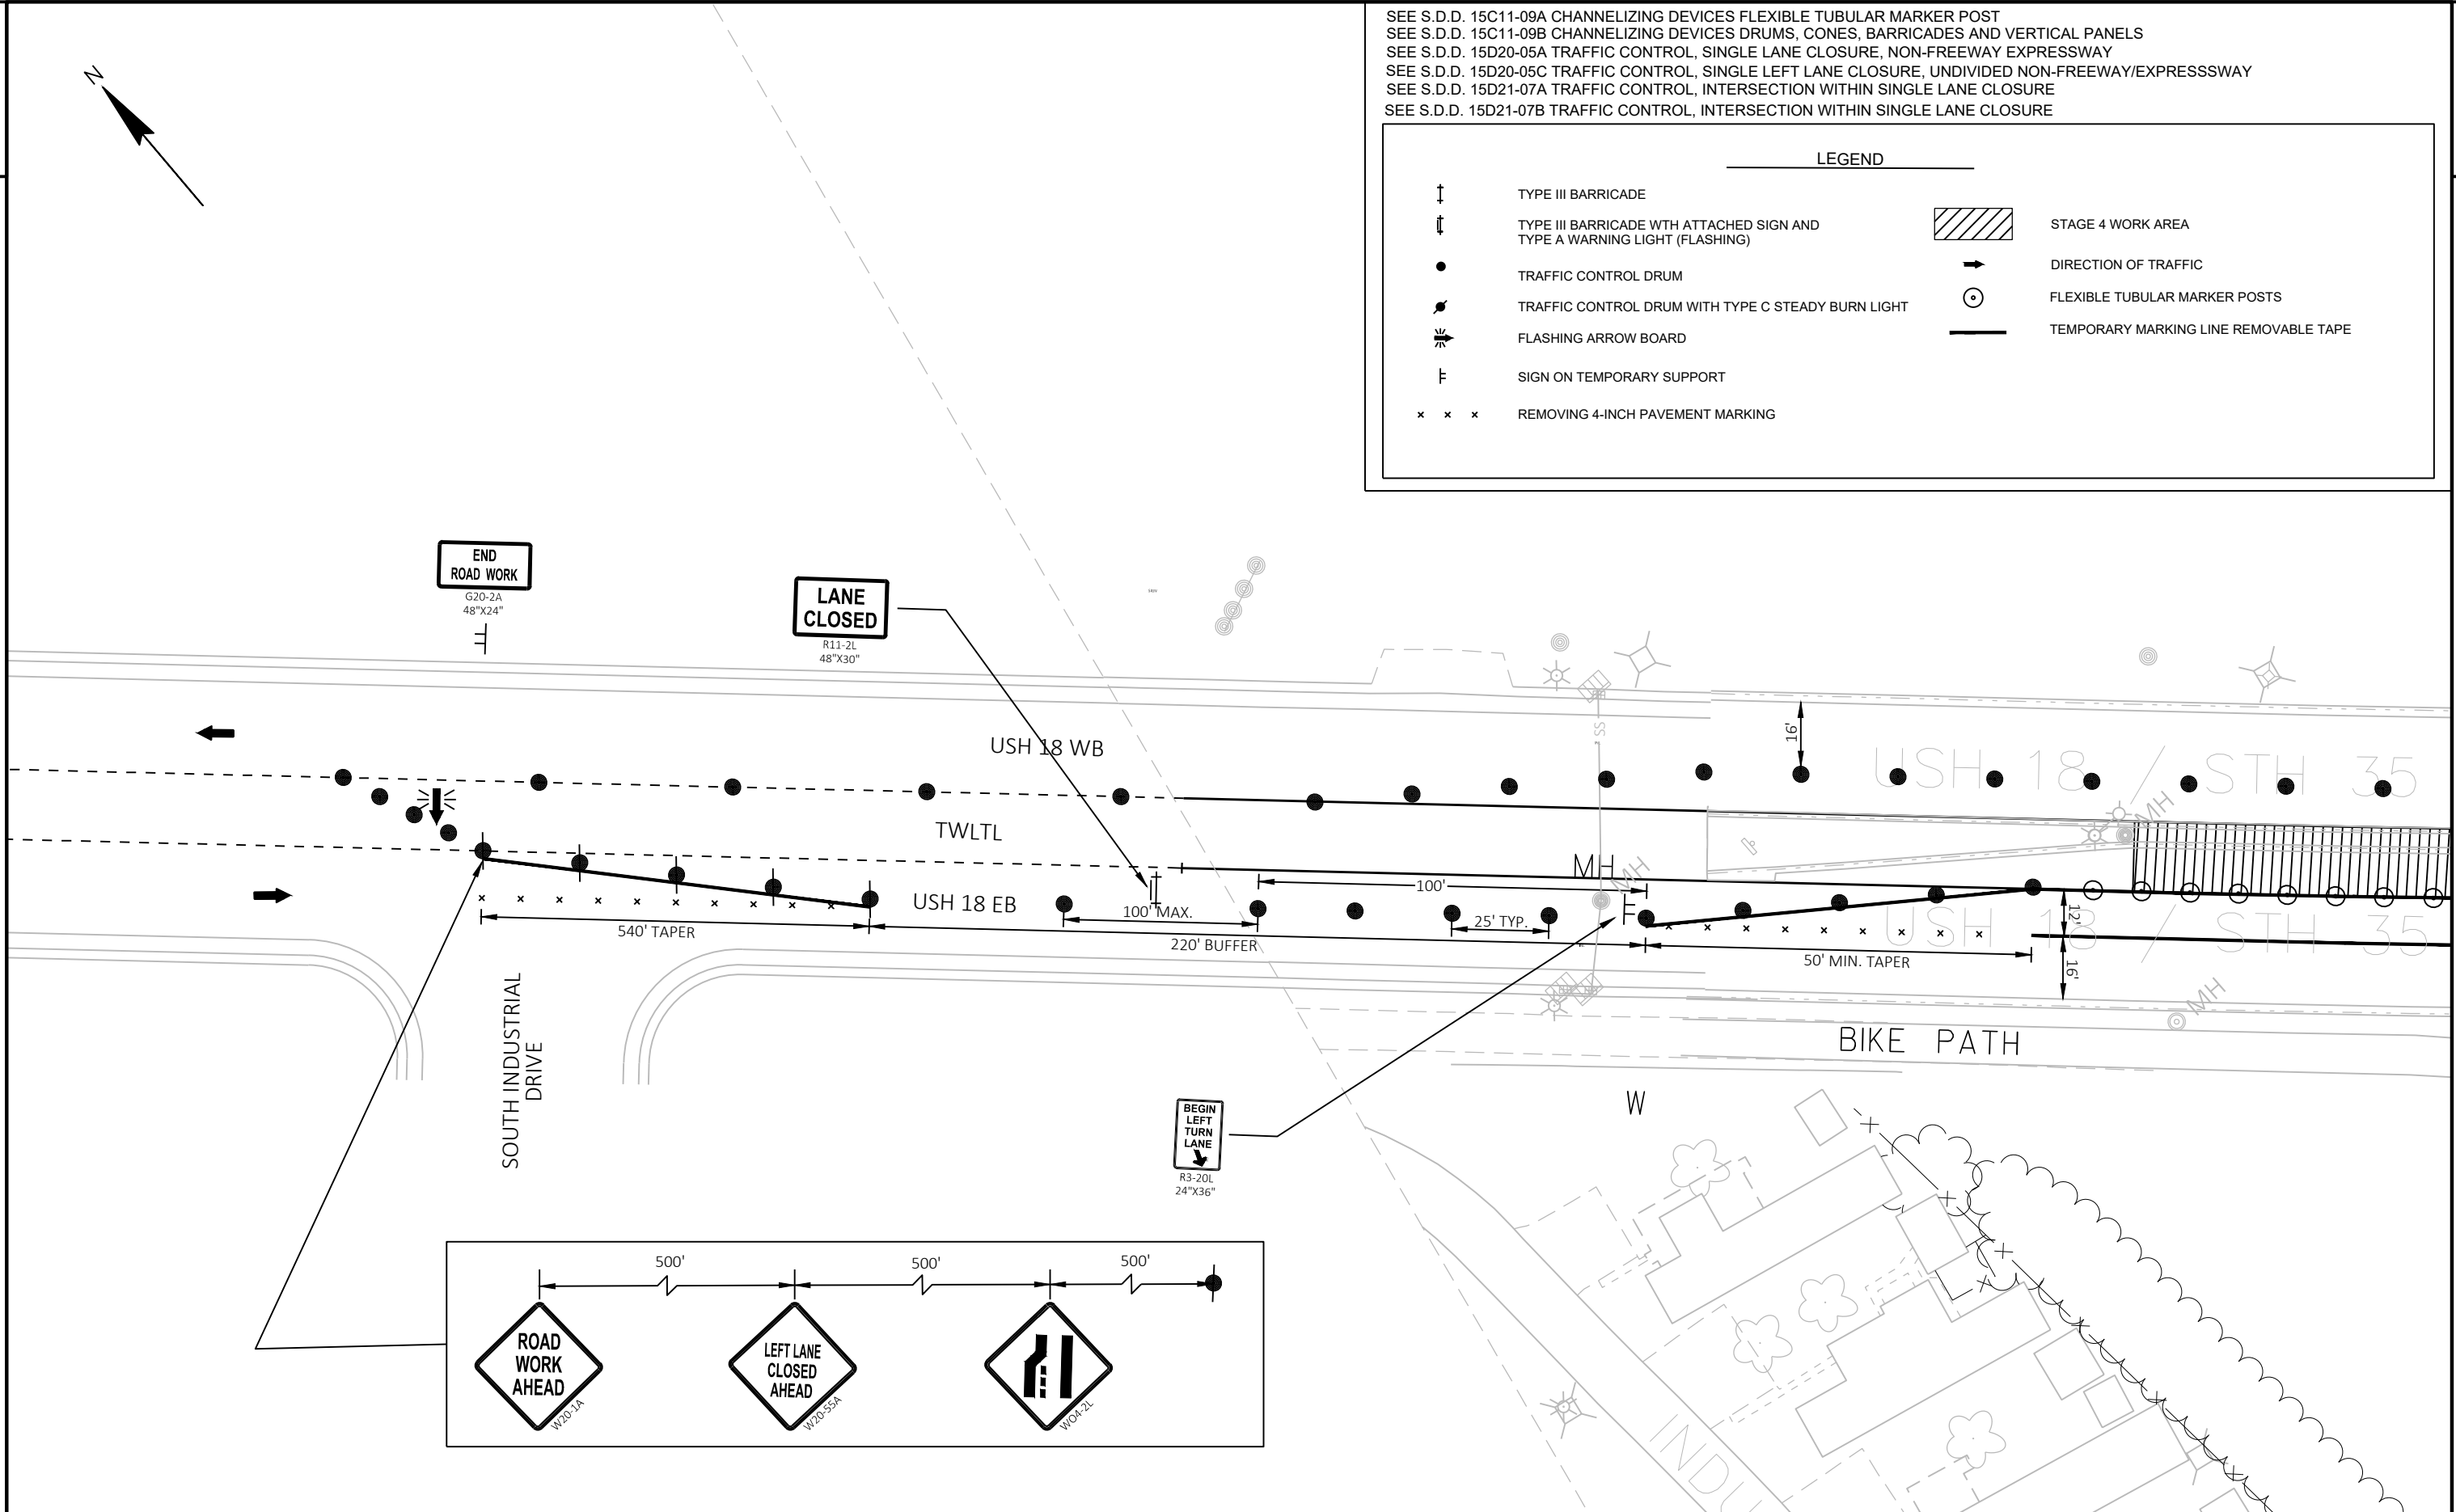 SEE S.D.D. 15C11-09A CHANNELIZING DEVICES FLEXIBLE TUBULAR MARKER POST
SEE S.D.D. 15C11-09B CHANNELIZING DEVICES DRUMS, CONES, BARRICADES AND VERTICAL PANELS
SEE S.D.D. 15D20-05A TRAFFIC CONTROL, SINGLE LANE CLOSURE, NON-FREEWAY EXPRESSWAY
SEE S.D.D. 15D20-05C TRAFFIC CONTROL, SINGLE LEFT LANE CLOSURE, UNDIVIDED NON-FREEWAY/EXPRESSSWAY
SEE S.D.D. 15D21-07A TRAFFIC CONTROL, INTERSECTION WITHIN SINGLE LANE CLOSURE
SEE S.D.D. 15D21-07B TRAFFIC CONTROL, INTERSECTION WITHIN SINGLE LANE CLOSURE
LEGEND
TYPE III BARRICADE
TYPE III BARRICADE WTH ATTACHED SIGN AND
TYPE A WARNING LIGHT (FLASHING)
TRAFFIC CONTROL DRUM
TRAFFIC CONTROL DRUM WITH TYPE C STEADY BURN LIGHT
FLASHING ARROW BOARD
SIGN ON TEMPORARY SUPPORT
REMOVING 4-INCH PAVEMENT MARKING
STAGE 4 WORK AREA
DIRECTION OF TRAFFIC
FLEXIBLE TUBULAR MARKER POSTS
TEMPORARY MARKING LINE REMOVABLE TAPE
N
END
ROAD WORK
G20-2A
48"X24"
LANE
CLOSED
R11-2L
48"X30"
USH 18 WB
16'
USH 18 / STH 35
SS
TWLTL
MH
MH
MH
USH 18 EB
100'
100' MAX.
25' TYP.
540' TAPER
220' BUFFER
50' MIN. TAPER
12'
16'
USH 18 / STH 35
MH
SOUTH INDUSTRIAL
DRIVE
BIKE PATH
W
BEGIN
LEFT
TURN
LANE
R3-20L
24"X36"
500'
500'
500'
ROAD
WORK
AHEAD
W20-1A
LEFT LANE
CLOSED
AHEAD
W20-55A
WO4-2L